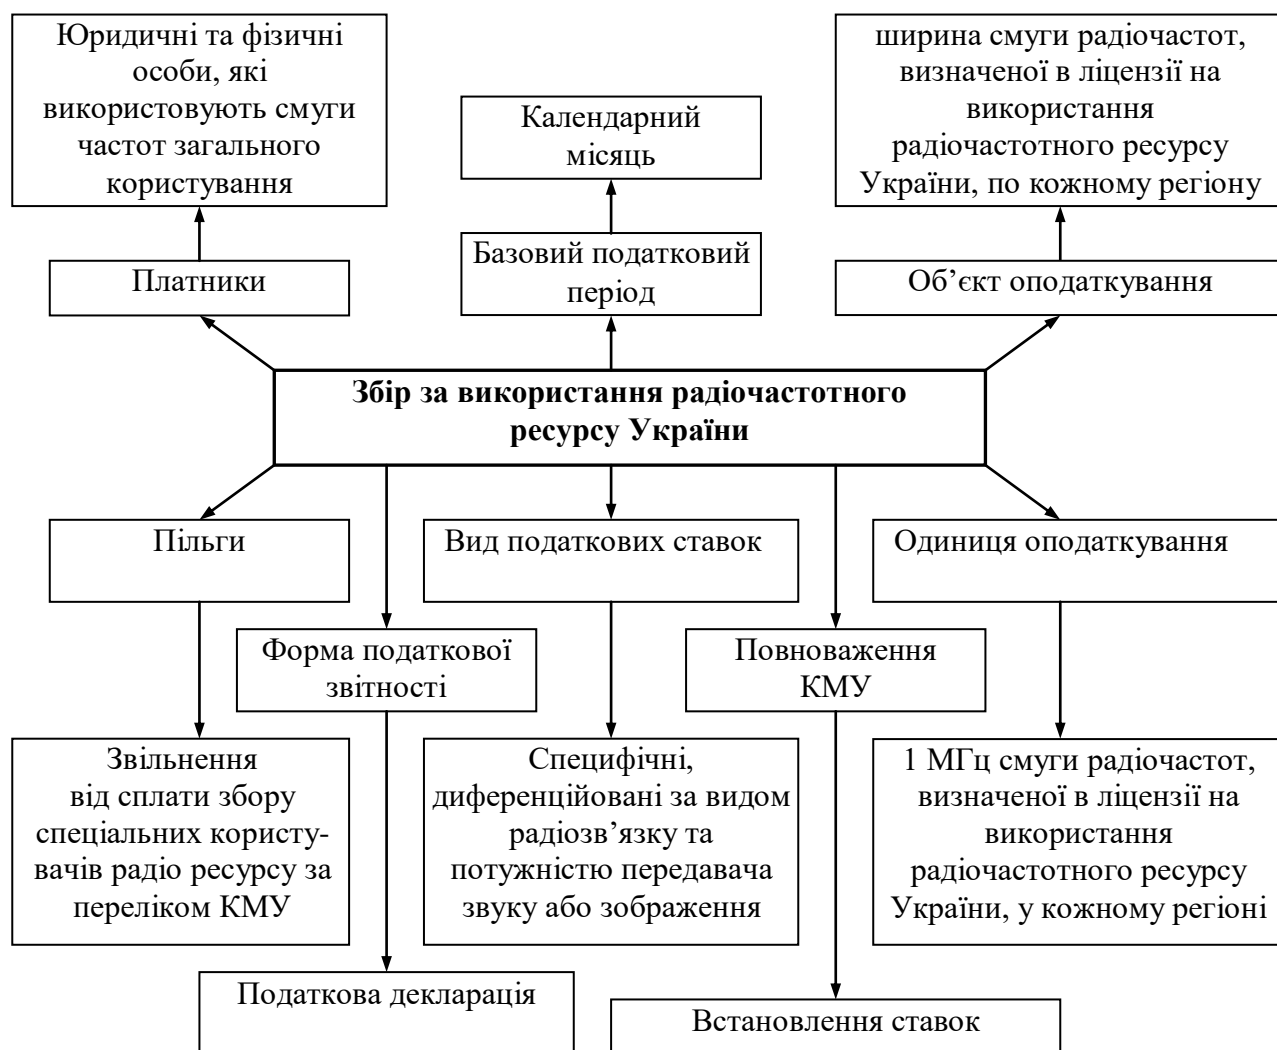 Юридичні та фізичні
особи, які
використовують смуги
частот загального
користування
Календарний
місяць
ширина смуги радіочастот,
визначеної в ліцензії на
використання
радіочастотного ресурсу
України, по кожному регіону
Платники
Базовий податковий
період
Об’єкт оподаткування
Збір за використання радіочастотного
ресурсу України
Пільги
Вид податкових ставок
Одиниця оподаткування
Форма податкової
звітності
Повноваження
КМУ
Звільнення
від сплати збору
спеціальних користу-
вачів радіо ресурсу за
переліком КМУ
Специфічні,
диференційовані за видом
радіозв’язку та
потужністю передавача
звуку або зображення
1 МГц смуги радіочастот,
визначеної в ліцензії на
використання
радіочастотного ресурсу
України, у кожному регіоні
Податкова декларація
Встановлення ставок